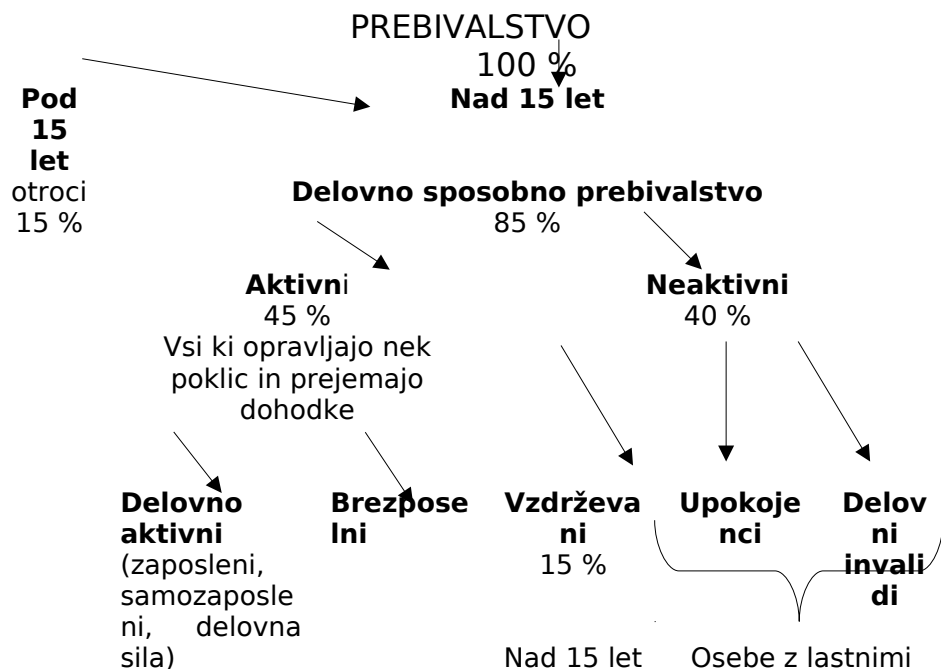 PREBIVALSTVO
100 %
Pod
15
let
otroci
15 %
Nad 15 let
Delovno sposobno prebivalstvo
85 %
Aktivni
45 %
Vsi ki opravljajo nek
poklic in prejemajo
dohodke
Neaktivni
40 %
Delovno
aktivni
(zaposleni,
samozaposle
ni, delovna
sila)
Brezpose
lni
Vzdrževa
ni
15 %
Nad 15 let
Upokoje
nci
Delov
ni
invali
di
Osebe z lastnimi